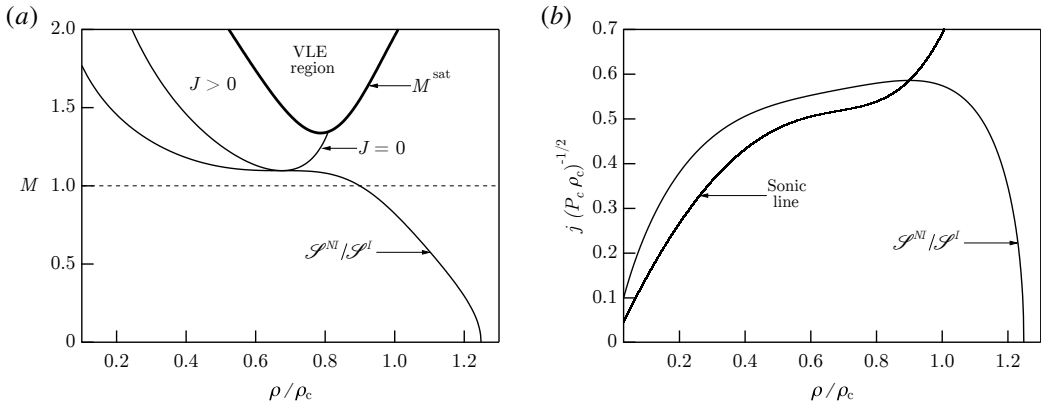 (a)
2.0
1.5
M
1.0
0.5
0
0.2
0.4
0.6
0.8
1.0
1.2
ρ/ρc
VLE
region
J > 0
M^sat
J = 0
𝒮^NI/𝒮^I
(b)
0.7
0.6
0.5
0.4
0.3
0.2
0.1
0
j (Pc ρc)^-1/2
0.2
0.4
0.6
0.8
1.0
1.2
ρ/ρc
Sonic
line
𝒮^NI/𝒮^I